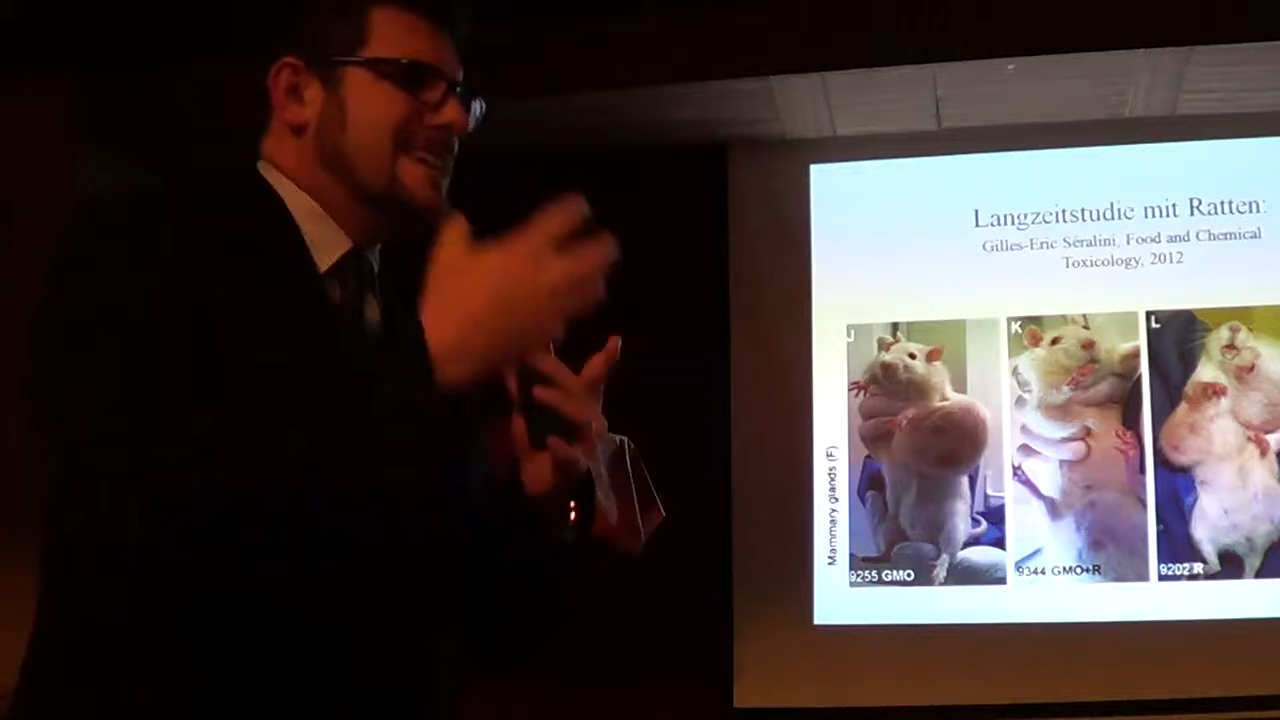 Langzeitstudie mit Ratten:
Gilles-Eric Séralini, Food and Chemical
Toxicology, 2012
J
K
L
Mammary glands (F)
9255 GMO
9344 GMO+R
9202 R